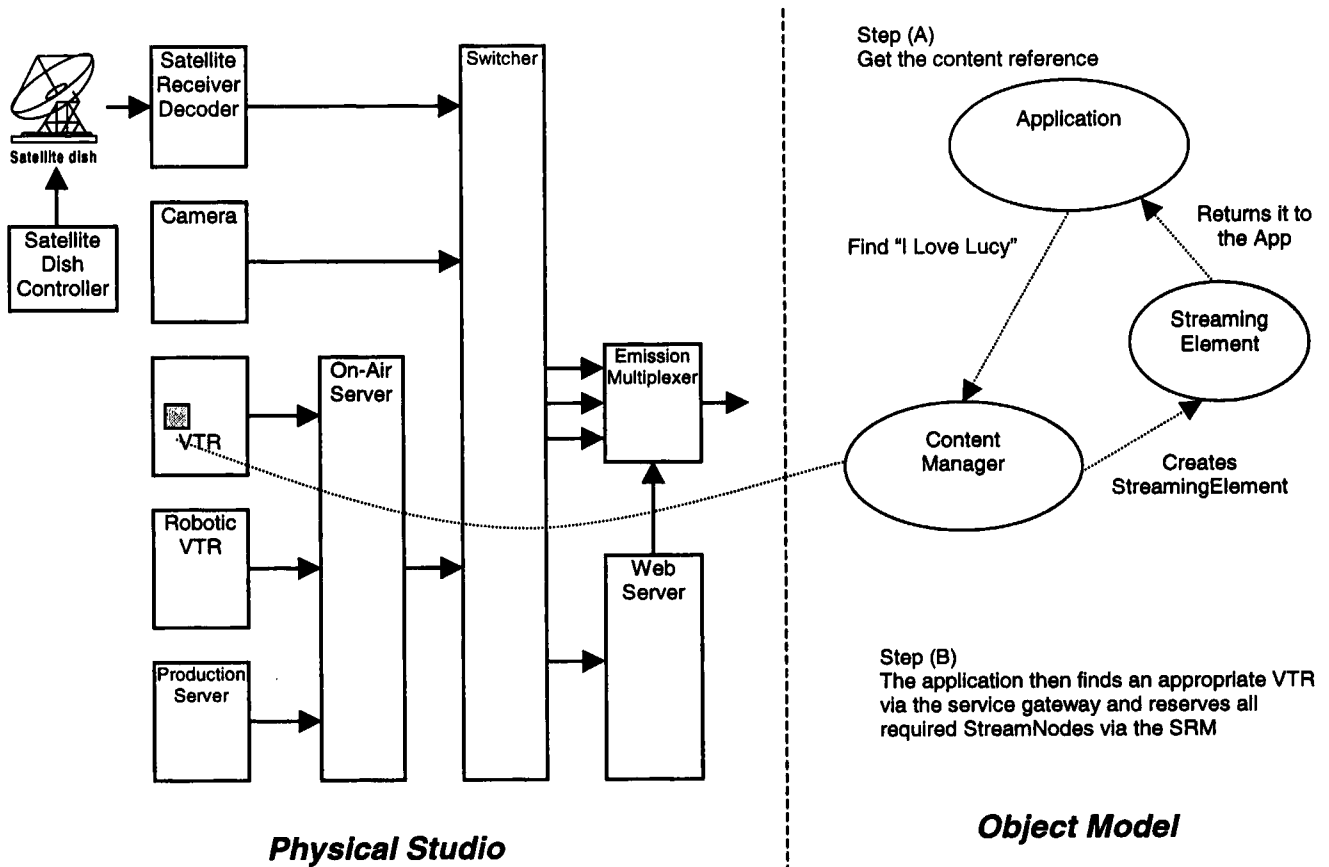 Satellite
Receiver
Decoder
Satellite dish
Satellite
Dish
Controller
Camera
VTR
Robotic
VTR
Production
Server
On-Air
Server
Switcher
Emission
Multiplexer
Web
Server
Physical Studio
Step (A)
Get the content reference
Application
Find "I Love Lucy"
Returns it to
the App
Streaming
Element
Content
Manager
Creates
StreamingElement
Step (B)
The application then finds an appropriate VTR
via the service gateway and reserves all
required StreamNodes via the SRM
Object Model